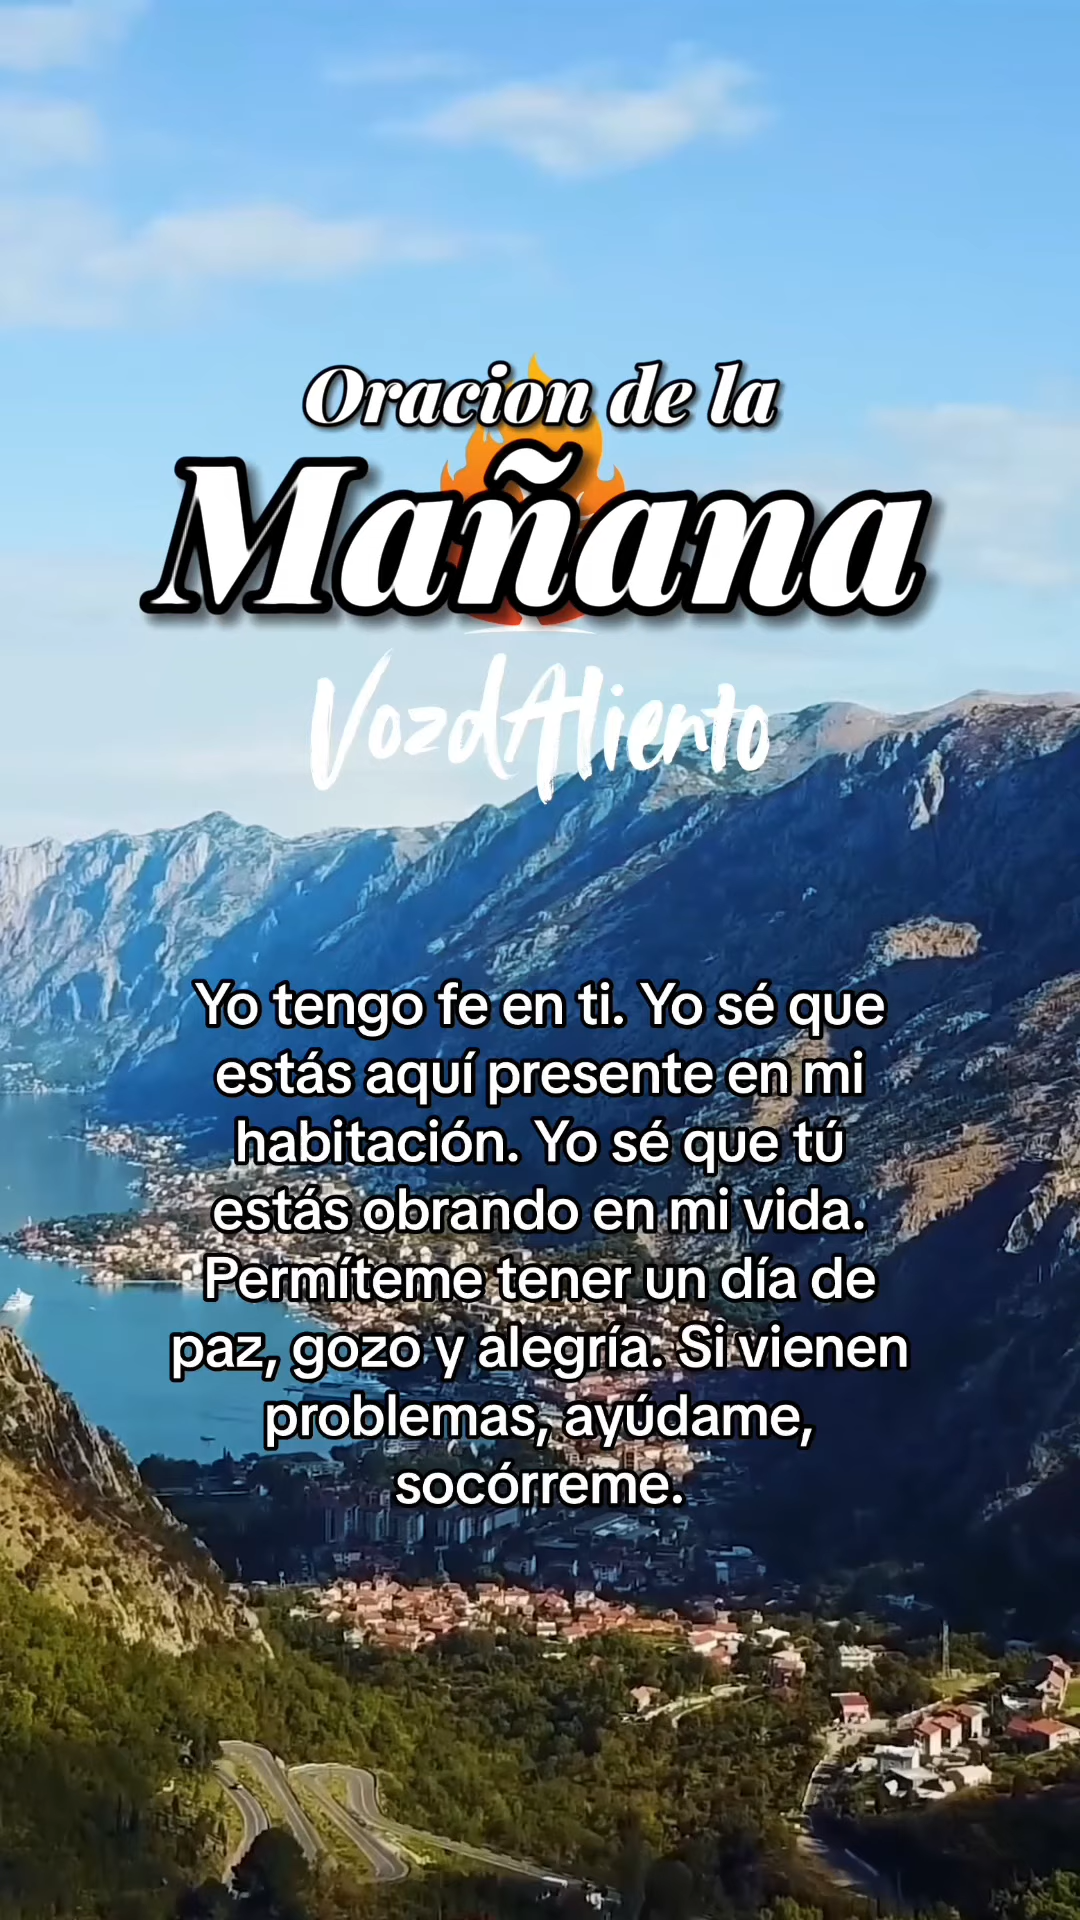 Oracion de la
Mañana
VozdAliento
Yo tengo fe en ti. Yo sé que
estás aquí presente en mi
habitación. Yo sé que tú
estás obrando en mi vida.
Permíteme tener un día de
paz, gozo y alegría. Si vienen
problemas, ayúdame,
socórreme.